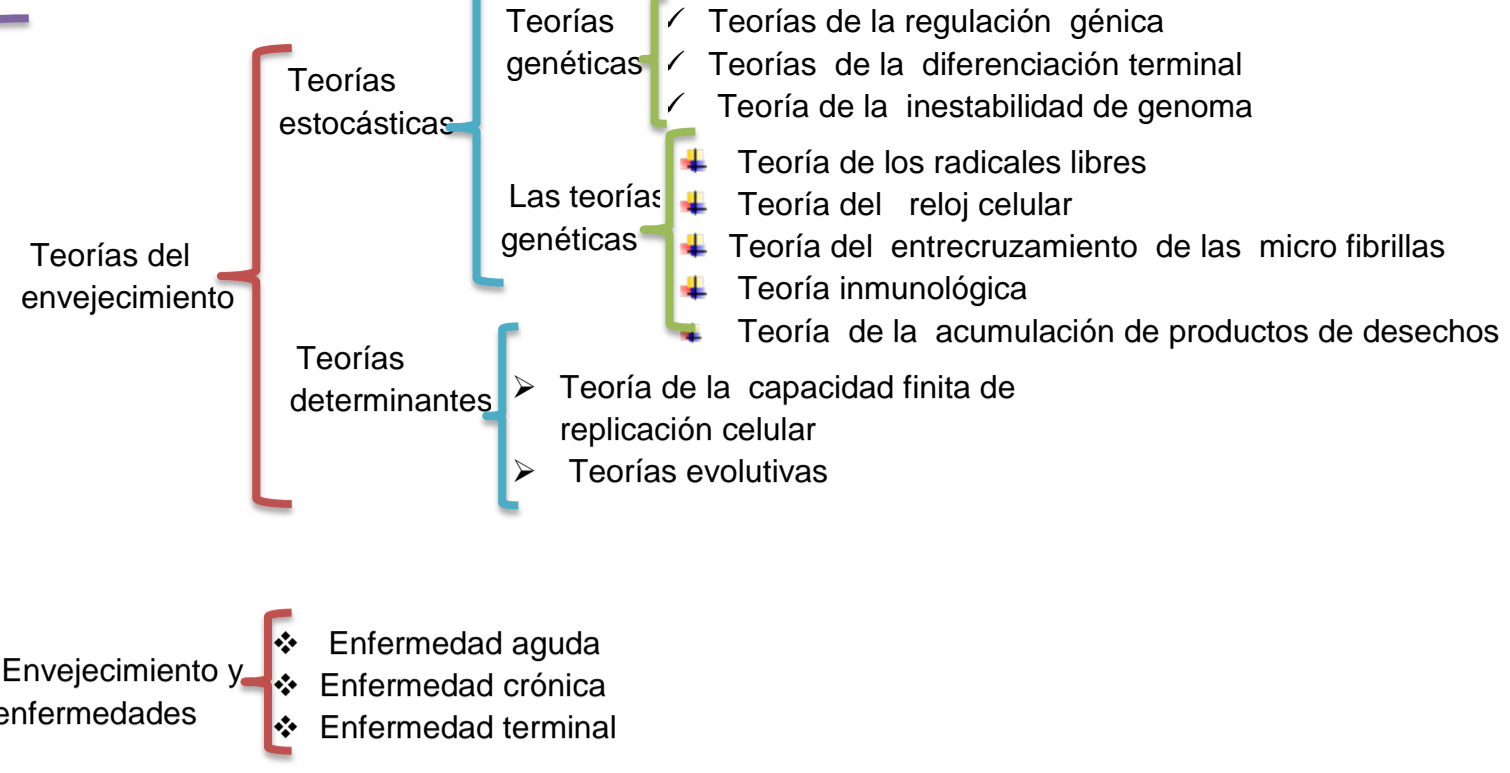 Teorías
genéticas
Teorías de la regulación génica
Teorías de la diferenciación terminal
Teoría de la inestabilidad de genoma
Teorías
estocásticas
Las teorías
genéticas
Teoría de los radicales libres
Teoría del reloj celular
Teoría del entrecruzamiento de las micro fibrillas
Teoría inmunológica
Teoría de la acumulación de productos de desechos
Teorías del
envejecimiento
Teorías
determinantes
Teoría de la capacidad finita de
replicación celular
Teorías evolutivas
Envejecimiento y
enfermedades
Enfermedad aguda
Enfermedad crónica
Enfermedad terminal